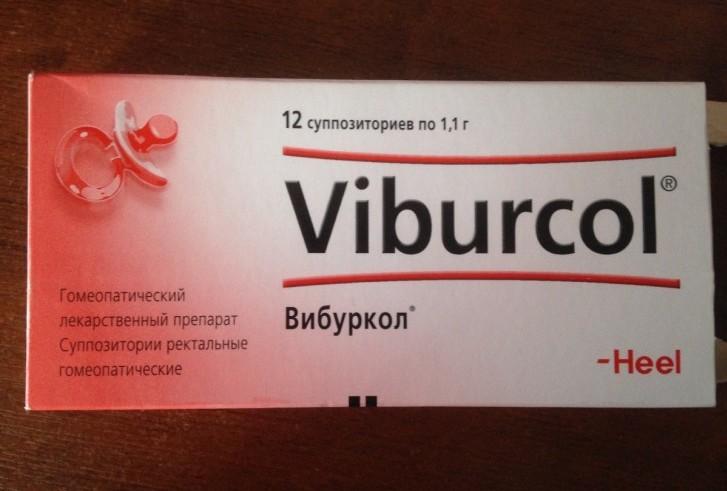 12 суппозиториев по 1,1 г
Viburcol®
Вибуркол®
Гомеопатический
лекарственный препарат
Суппозитории ректальные
гомеопатические
-Heel